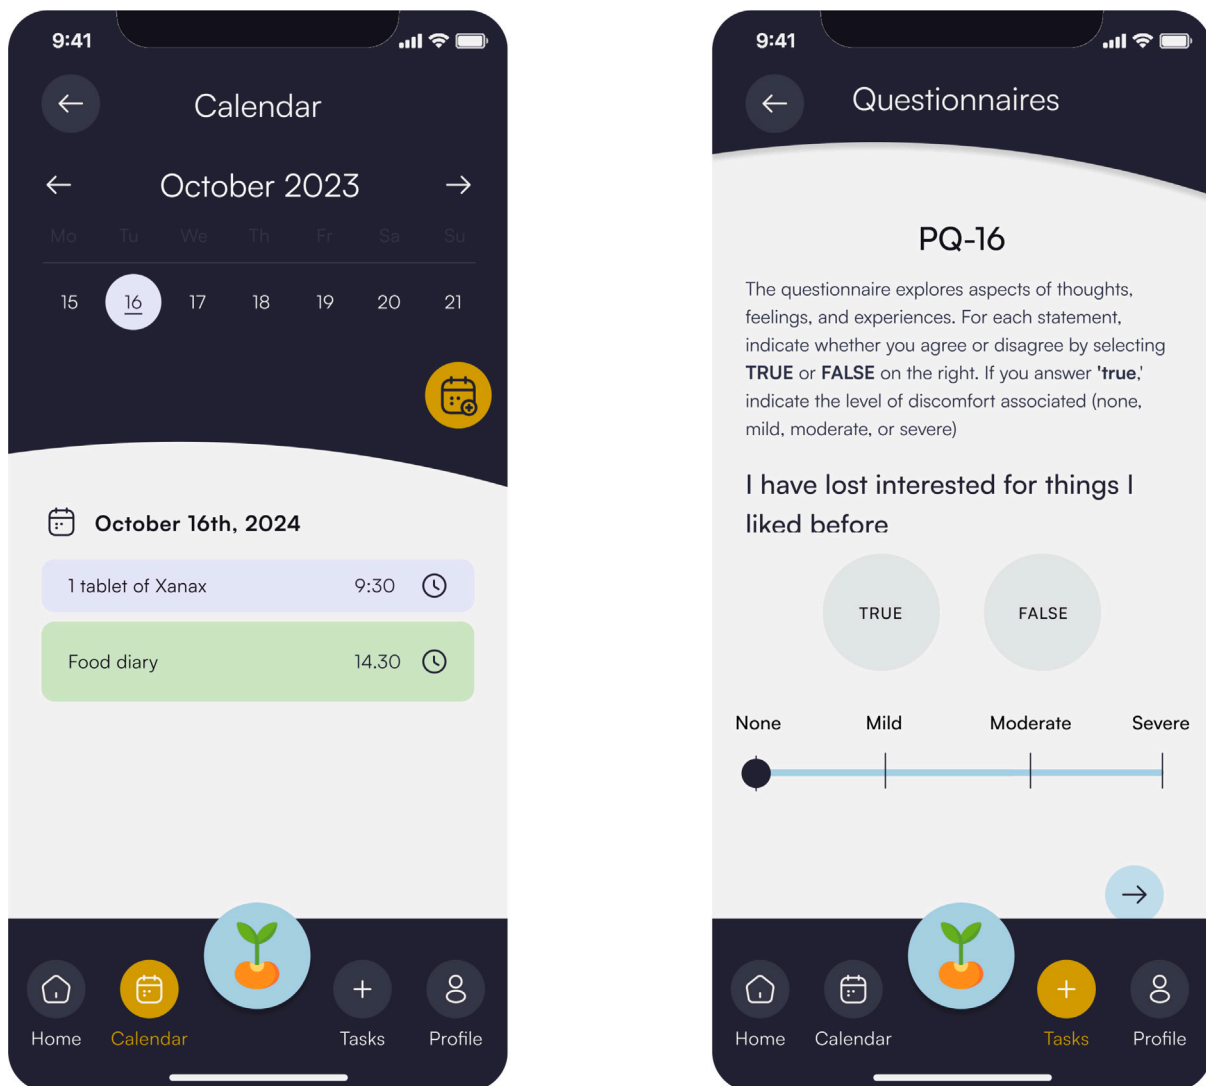 9:41
Calendar
October 2023
Mo Tu We Th Fr Sa Su
15 16 17 18 19 20 21
October 16th, 2024
1 tablet of Xanax 9:30
Food diary 14.30
Home Calendar Tasks Profile
9:41
Questionnaires
PQ-16
The questionnaire explores aspects of thoughts,
feelings, and experiences. For each statement,
indicate whether you agree or disagree by selecting
TRUE or FALSE on the right. If you answer 'true,'
indicate the level of discomfort associated (none,
mild, moderate, or severe)
I have lost interested for things I
liked before
TRUE FALSE
None Mild Moderate Severe
Home Calendar Tasks Profile